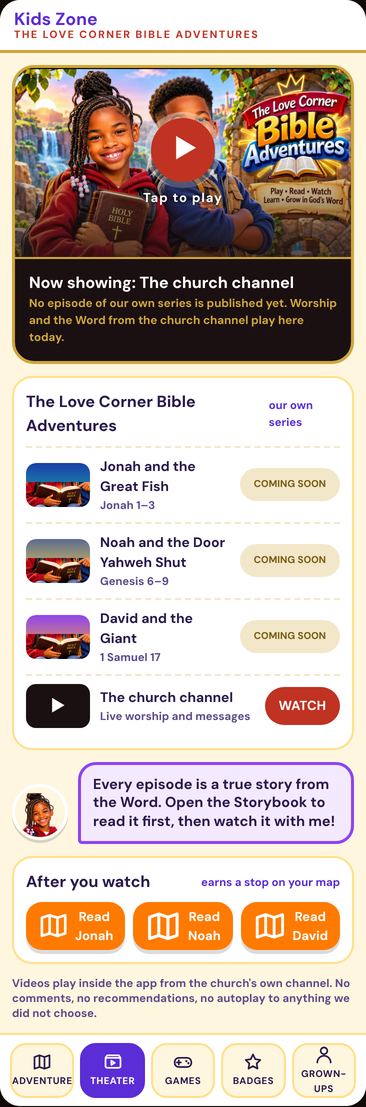 Kids Zone
THE LOVE CORNER BIBLE ADVENTURES
The Love Corner
Bible
Adventures
HOLY
BIBLE
Play • Read • Watch
Learn • Grow in God's Word
Tap to play
Now showing: The church channel
No episode of our own series is published yet. Worship
and the Word from the church channel play here
today.
The Love Corner Bible
Adventures
our own
series
Jonah and the
Great Fish
Jonah 1–3
COMING SOON
Noah and the Door
Yahweh Shut
Genesis 6–9
COMING SOON
David and the
Giant
1 Samuel 17
COMING SOON
The church channel
Live worship and messages
WATCH
Every episode is a true story from
the Word. Open the Storybook to
read it first, then watch it with me!
After you watch
earns a stop on your map
Read
Jonah
Read
Noah
Read
David
Videos play inside the app from the church's own channel. No
comments, no recommendations, no autoplay to anything we
did not choose.
ADVENTURE
THEATER
GAMES
BADGES
GROWN-
UPS